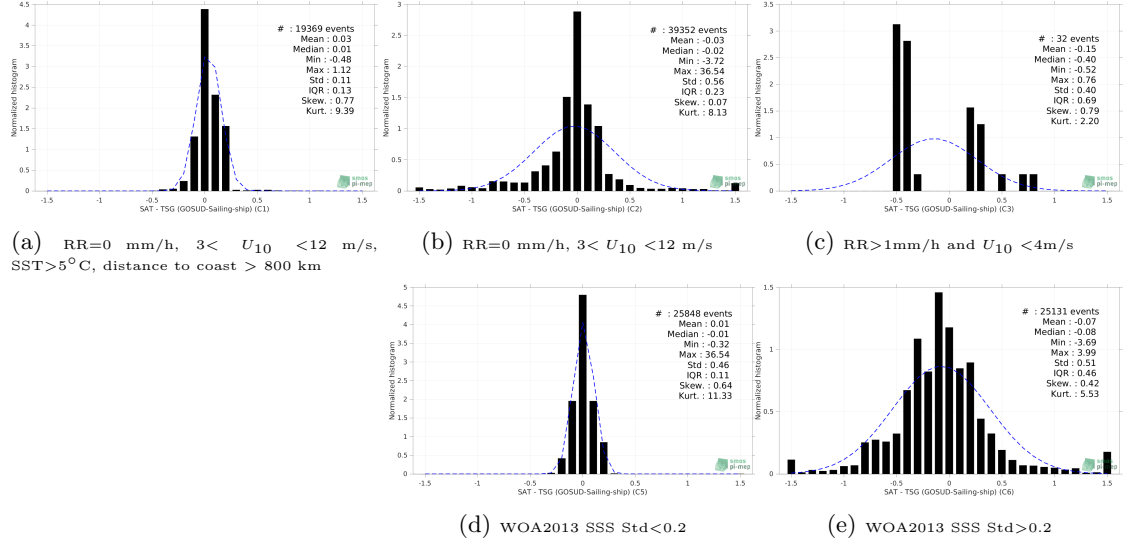 4.5
4
3.5
3
2.5
2
1.5
1
0.5
0
Normalized histogram
-1.5 -1 -0.5 0 0.5 1 1.5
SAT - TSG (GOSUD-Sailing-ship) (C1)
# : 19369 events
Mean : 0.03
Median : 0.01
Min : -0.48
Max : 1.12
Std : 0.11
IQR : 0.13
Skew. : 0.77
Kurt. : 9.39
smos
pi-mep
(a) RR=0 mm/h, 3< U10 <12 m/s,
SST>5°C, distance to coast > 800 km
3
2.5
2
1.5
1
0.5
0
Normalized histogram
-1.5 -1 -0.5 0 0.5 1 1.5
SAT - TSG (GOSUD-Sailing-ship) (C2)
# : 39352 events
Mean : -0.03
Median : -0.02
Min : -3.72
Max : 36.54
Std : 0.56
IQR : 0.23
Skew. : 0.07
Kurt. : 8.13
smos
pi-mep
(b) RR=0 mm/h, 3< U10 <12 m/s
3.5
3
2.5
2
1.5
1
0.5
0
Normalized histogram
-1.5 -1 -0.5 0 0.5 1 1.5
SAT - TSG (GOSUD-Sailing-ship) (C3)
# : 32 events
Mean : -0.15
Median : -0.40
Min : -0.52
Max : 0.76
Std : 0.40
IQR : 0.69
Skew. : 0.79
Kurt. : 2.20
smos
pi-mep
(c) RR>1mm/h and U10 <4m/s
5
4.5
4
3.5
3
2.5
2
1.5
1
0.5
0
Normalized histogram
-1.5 -1 -0.5 0 0.5 1 1.5
SAT - TSG (GOSUD-Sailing-ship) (C5)
# : 25848 events
Mean : 0.01
Median : -0.01
Min : -0.32
Max : 36.54
Std : 0.46
IQR : 0.11
Skew. : 0.64
Kurt. : 11.33
smos
pi-mep
(d) WOA2013 SSS Std<0.2
1.5
1
0.5
0
Normalized histogram
-1.5 -1 -0.5 0 0.5 1 1.5
SAT - TSG (GOSUD-Sailing-ship) (C6)
# : 25131 events
Mean : -0.07
Median : -0.08
Min : -3.69
Max : 3.99
Std : 0.51
IQR : 0.46
Skew. : 0.42
Kurt. : 5.53
smos
pi-mep
(e) WOA2013 SSS Std>0.2